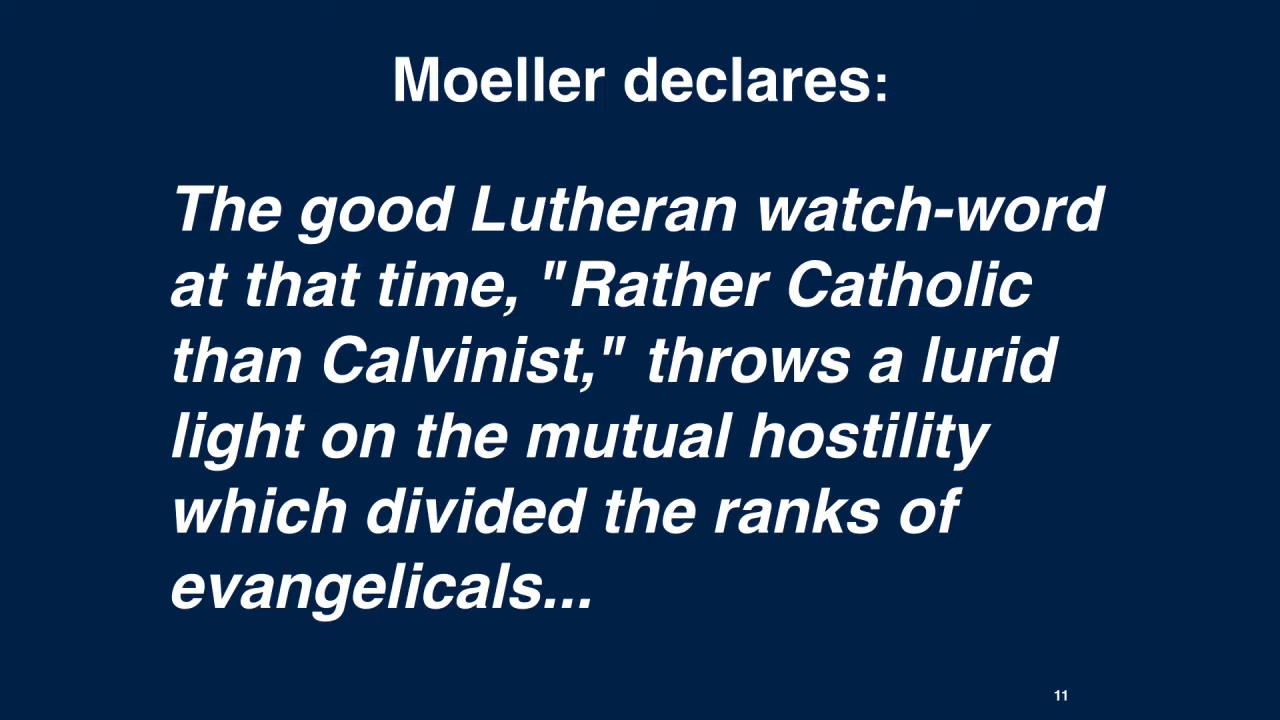 Moeller declares:
The good Lutheran watch-word
at that time, "Rather Catholic
than Calvinist," throws a lurid
light on the mutual hostility
which divided the ranks of
evangelicals...
11